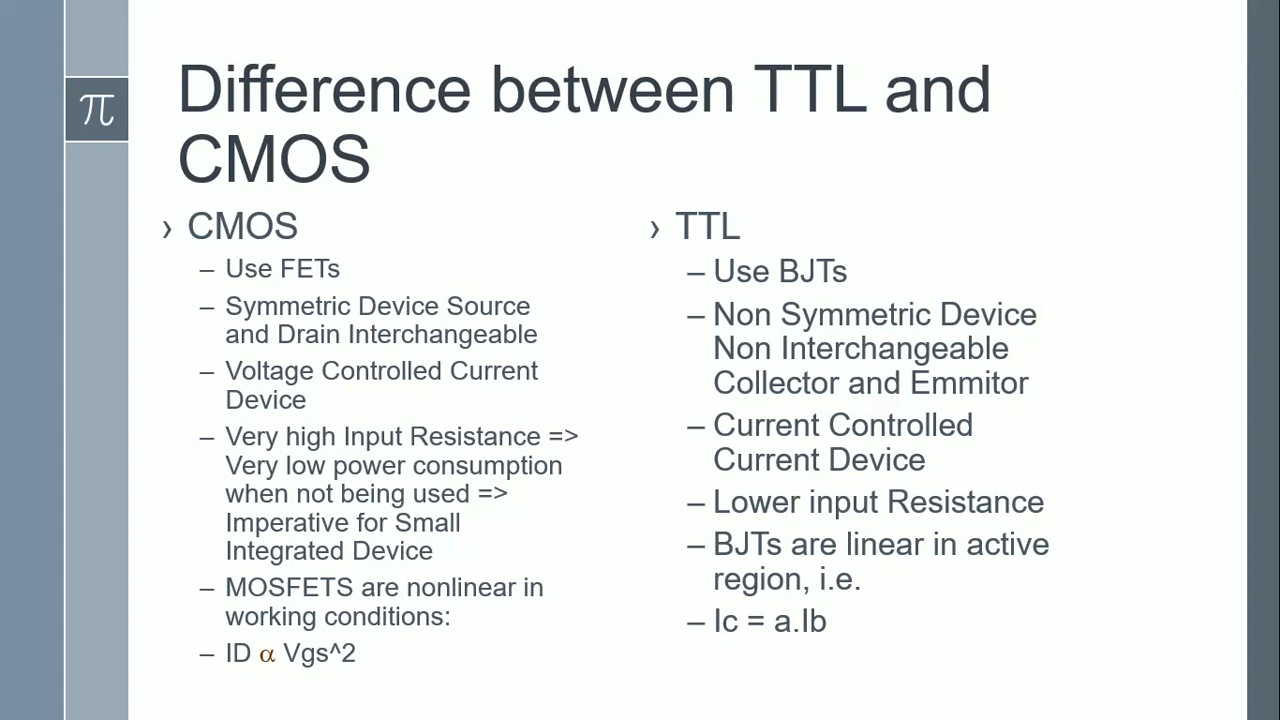 π
Difference between TTL and
CMOS
› CMOS
– Use FETs
– Symmetric Device Source
and Drain Interchangeable
– Voltage Controlled Current
Device
– Very high Input Resistance =>
Very low power consumption
when not being used =>
Imperative for Small
Integrated Device
– MOSFETS are nonlinear in
working conditions:
– ID α Vgs^2
› TTL
– Use BJTs
– Non Symmetric Device
Non Interchangeable
Collector and Emmitor
– Current Controlled
Current Device
– Lower input Resistance
– BJTs are linear in active
region, i.e.
– Ic = a.Ib